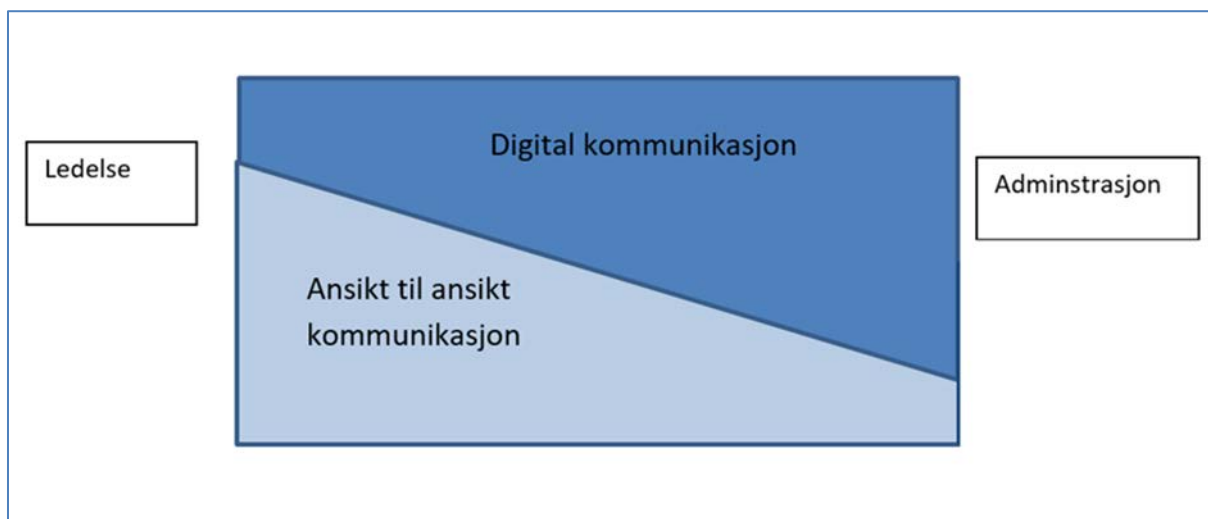 Digital kommunikasjon
Ledelse
Adminstrasjon
Ansikt til ansikt
kommunikasjon